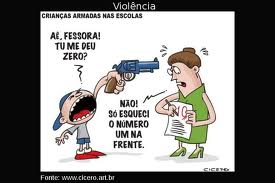 Violência
CRIANÇAS ARMADAS NAS ESCOLAS
AÊ, FESSORA!
TU ME DEU
ZERO?
NÃO!
SÓ ESQUECI
O NÚMERO
UM NA
FRENTE.
CICERO
Fonte: www.cicero.art.br